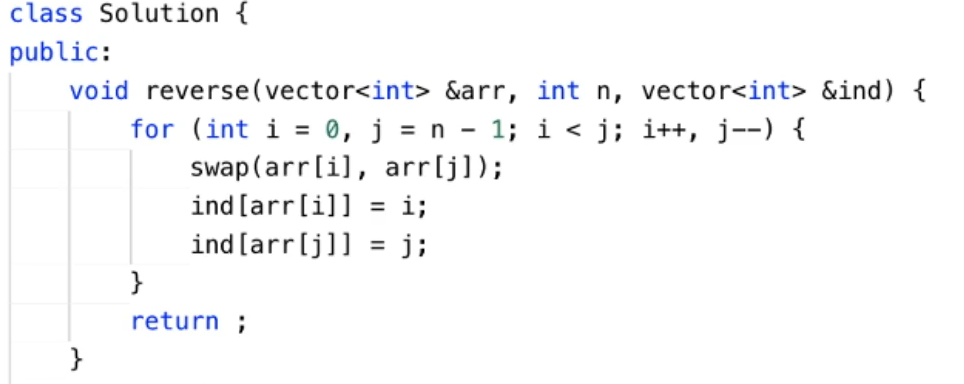 class Solution {
public:
    void reverse(vector<int> &arr, int n, vector<int> &ind) {
        for (int i = 0, j = n - 1; i < j; i++, j--) {
            swap(arr[i], arr[j]);
            ind[arr[i]] = i;
            ind[arr[j]] = j;
        }
        return ;
    }